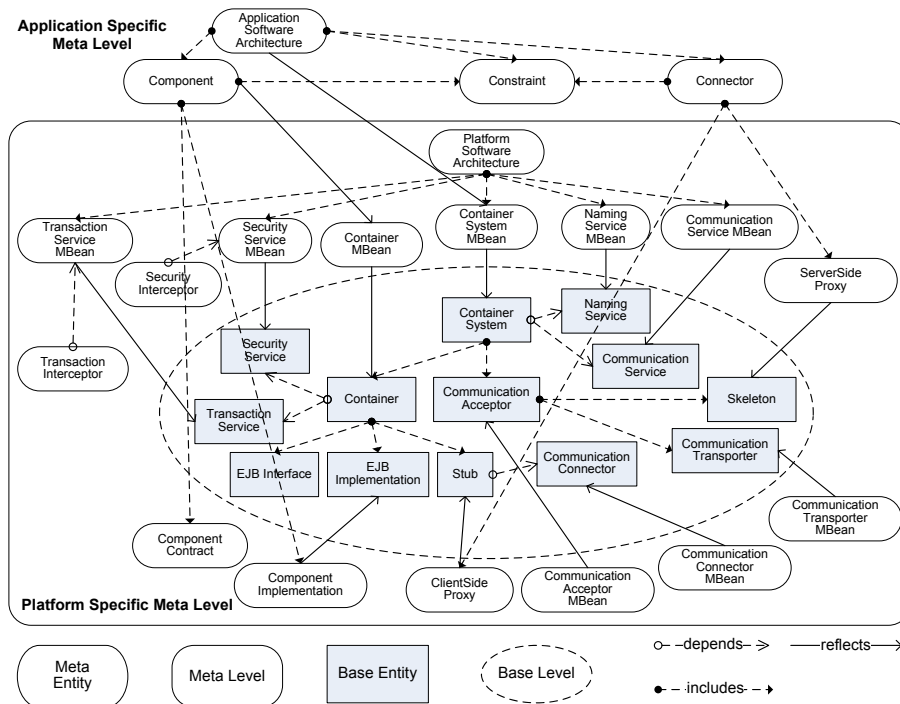 Application Specific
Meta Level
Application
Software
Architecture
Component
Constraint
Connector
Platform
Software
Architecture
Transaction
Service
MBean
Security
Service
MBean
Container
MBean
Container
System
MBean
Naming
Service
MBean
Communication
Service MBean
Security
Interceptor
ServerSide
Proxy
Transaction
Interceptor
Container
System
Naming
Service
Security
Service
Communication
Service
Transaction
Service
Container
Communication
Acceptor
Skeleton
EJB Interface
EJB
Implementation
Stub
Communication
Connector
Communication
Transporter
Component
Contract
Component
Implementation
ClientSide
Proxy
Communication
Acceptor
MBean
Communication
Connector
MBean
Communication
Transporter
MBean
Platform Specific Meta Level
Meta
Entity
Meta Level
Base Entity
Base Level
depends
reflects
includes